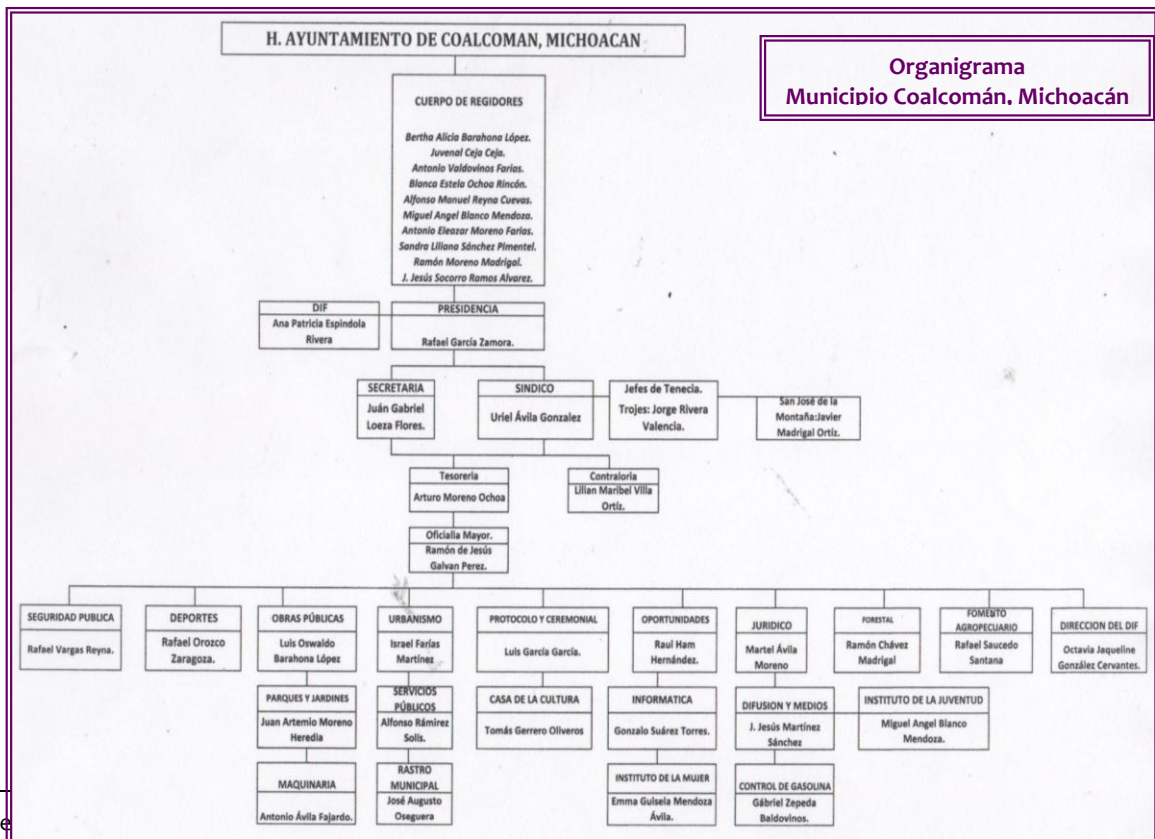 H. AYUNTAMIENTO DE COALCOMAN, MICHOACAN
Organigrama
Municipio Coalcomán, Michoacán
CUERPO DE REGIDORES
Bertha Alicia Barahona López.
Juvenal Ceja Ceja.
Antonio Valdovinos Farias.
Blanca Estela Ochoa Rincón.
Alfonso Manuel Reyna Cuevas.
Miguel Angel Blanco Mendoza.
Antonio Eleazar Moreno Farías.
Sandra Liliana Sánchez Pimentel.
Ramón Moreno Madrigal.
J. Jesús Socorro Ramos Alvarez.
DIF
Ana Patricia Espindola
Rivera
PRESIDENCIA
Rafael García Zamora.
SECRETARIA
Juán Gabriel
Loeza Flores.
SINDICO
Uriel Ávila Gonzalez
Jefes de Tenecia.
Trojes: Jorge Rivera
Valencia.
San José de la
Montaña:Javier
Madrigal Ortiz.
Tesoreria
Arturo Moreno Ochoa
Contraloria
Lilian Maribel Villa
Ortíz.
Oficialia Mayor.
Ramón de Jesús
Galvan Perez.
SEGURIDAD PUBLICA
Rafael Vargas Reyna.
DEPORTES
Rafael Orozco
Zaragoza.
OBRAS PÚBLICAS
Luis Oswaldo
Barahona López
URBANISMO
Israel Farías
Martínez
PROTOCOLO Y CEREMONIAL
Luis García García.
OPORTUNIDADES
Raul Ham
Hernández.
JURIDICO
Martel Ávila
Moreno
FORESTAL
Ramón Chávez
Madrigal
FOMENTO
AGROPECUARIO
Rafael Saucedo
Santana
DIRECCION DEL DIF
Octavia Jaqueline
González Cervantes.
PARQUES Y JARDINES
Juan Artemio Moreno
Heredia
SERVICIOS
PÚBLICOS
Alfonso Rámirez
Solís.
CASA DE LA CULTURA
Tomás Gerrero Oliveros
INFORMATICA
Gonzalo Suárez Torres.
DIFUSION Y MEDIOS
J. Jesús Martínez
Sánchez
INSTITUTO DE LA JUVENTUD
Miguel Angel Blanco
Mendoza.
MAQUINARIA
Antonio Ávila Fajardo.
RASTRO
MUNICIPAL
José Augusto
Oseguera
INSTITUTO DE LA MUJER
Emma Guisela Mendoza
Ávila.
CONTROL DE GASOLINA
Gábriel Zepeda
Baldovinos.